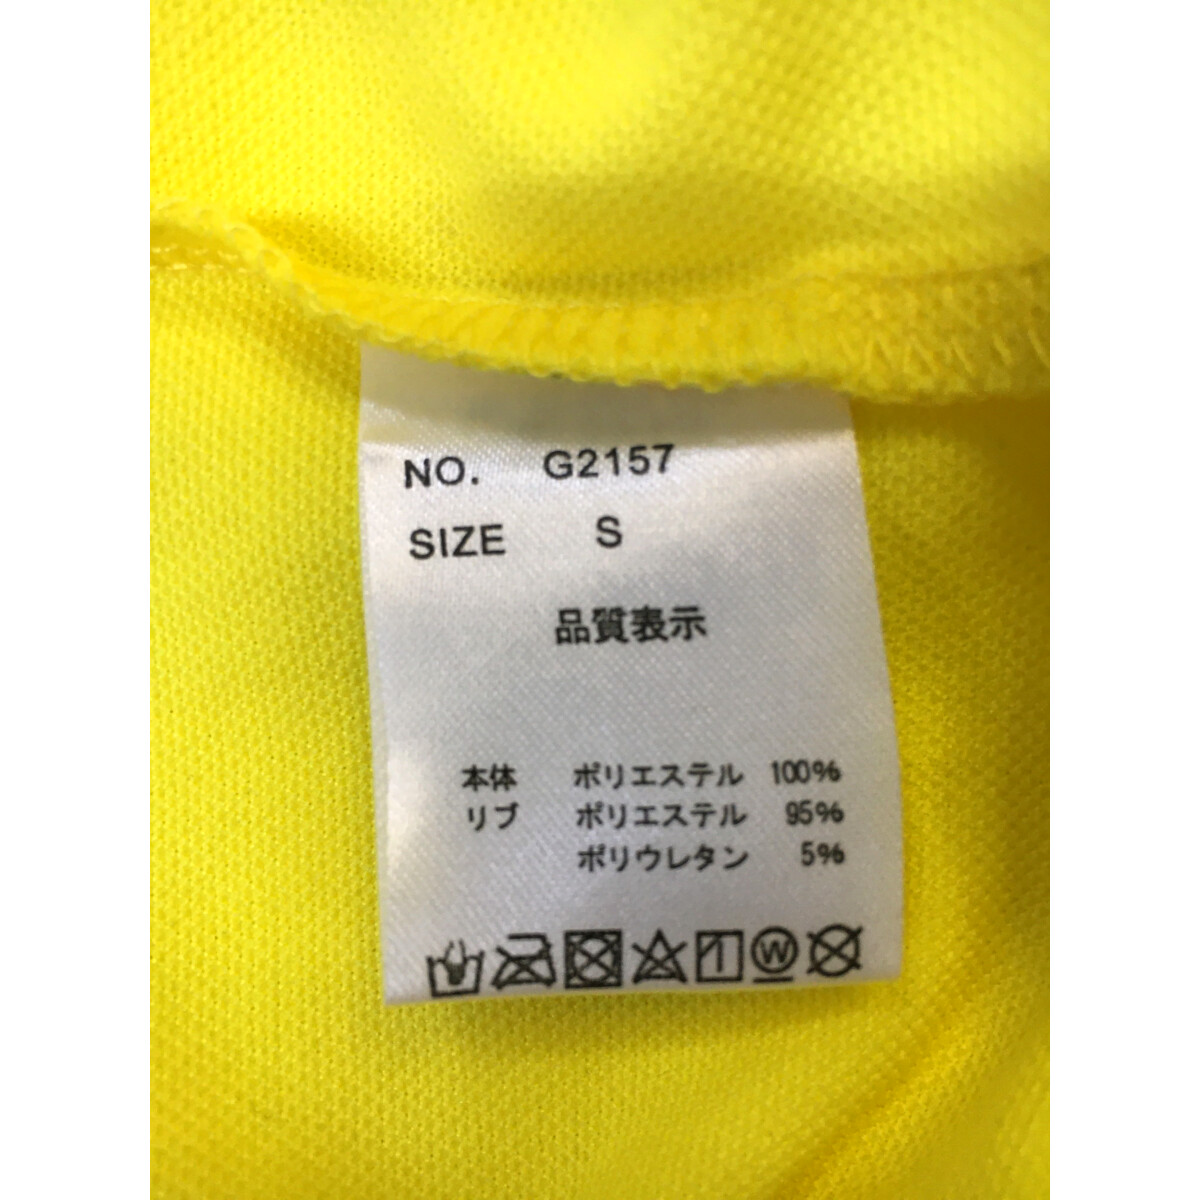 NO. G2157
SIZE S
品質表示
本体 ポリエステル 100%
リブ ポリエステル 95%
ポリウレタン 5%
W